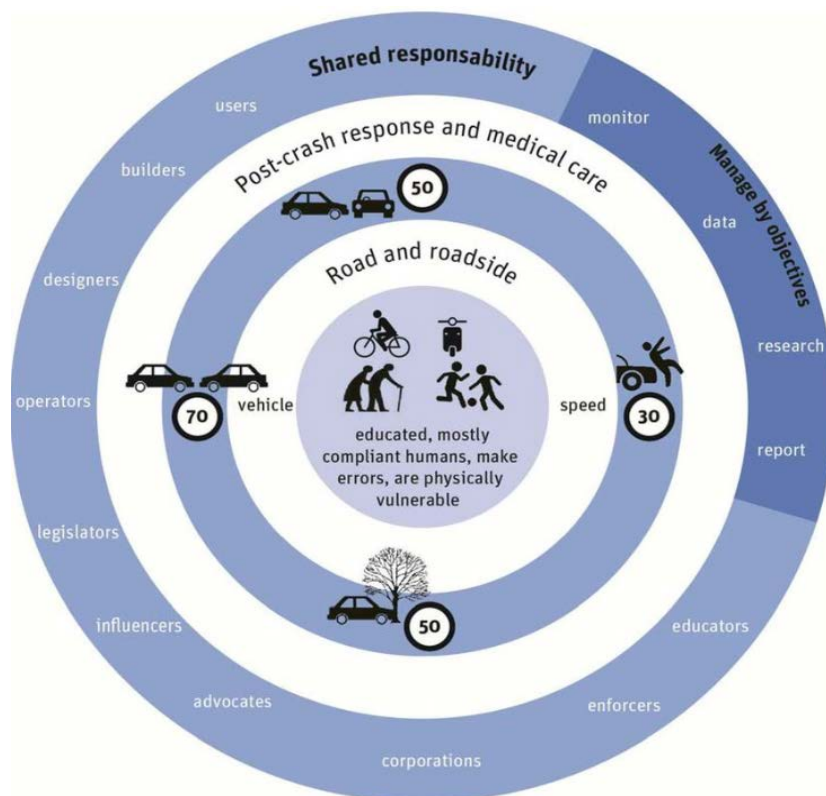 Shared responsability
users
builders
designers
operators
legislators
influencers
advocates
corporations
enforcers
educators
Manage by objectives
monitor
data
research
report
Post-crash response and medical care
50
70
30
50
Road and roadside
vehicle
speed
educated, mostly
compliant humans, make
errors, are physically
vulnerable